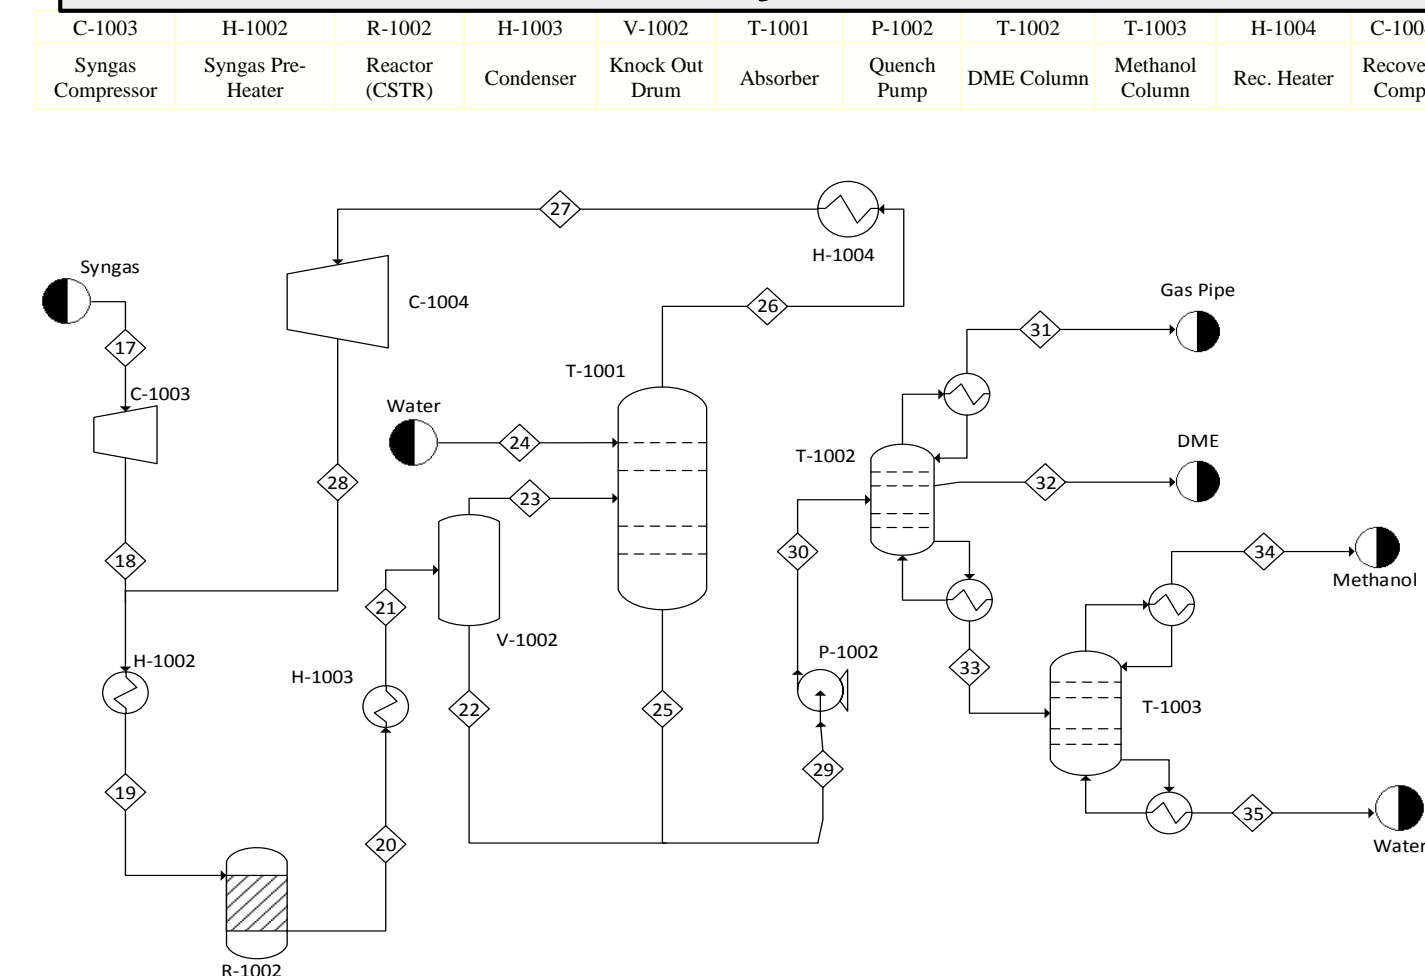 C-1003 H-1002 R-1002 H-1003 V-1002 T-1001 P-1002 T-1002 T-1003 H-1004
Syngas Compressor Syngas Pre-Heater Reactor (CSTR) Condenser Knock Out Drum Absorber Quench Pump DME Column Methanol Column Rec. Heater
27
H-1004
Syngas
C-1004
26
Gas Pipe
31
17
T-1001
C-1003
Water
24
T-1002
DME
28
23
32
18
30
34
Methanol
21
V-1002
H-1002
H-1003
P-1002
33
22
25
T-1003
29
19
35
20
Water
R-1002